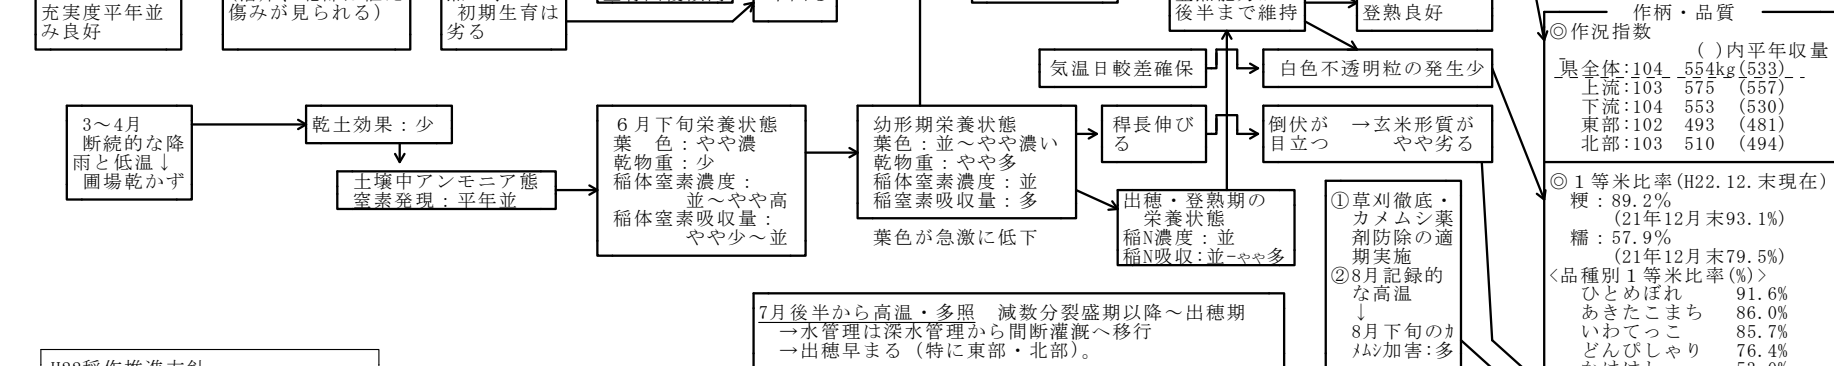 充実度平年並
み良好
傷みが見られる）
初期生育は
劣る
後半まで維持
登熟良好
気温日較差確保
白色不透明粒の発生少
3～4月
断続的な降
雨と低温↓
圃場乾かず
乾土効果：少
土壌中アンモニア態
窒素発現：平年並
６月下旬栄養状態
葉　色：やや濃
乾物重：少
稲体窒素濃度：
並～やや高
稲体窒素吸収量：
やや少～並
幼形期栄養状態
葉色：並～やや濃い
乾物重：やや多
稲体窒素濃度：並
稲窒素吸収量：多
葉色が急激に低下
稈長伸び
る
倒伏が　→玄米形質が
目立つ　　やや劣る
出穂・登熟期の
栄養状態
稲N濃度：並
稲N吸収：並-やや多
①草刈徹底・
カメムシ薬
剤防除の適
期実施
②8月記録的
な高温
↓
8月下旬のｶ
ﾒﾑｼ加害：多
7月後半から高温・多照　減数分裂盛期以降～出穂期
→水管理は深水管理から間断灌漑へ移行
→出穂早まる（特に東部・北部）。
H22稲作推進方針
作柄・品質
◎作況指数
(　)内平年収量
県全体:104　554kg(533)
上流:103　575　(557)
下流:104　553　(530)
東部:102　493　(481)
北部:103　510　(494)
◎１等米比率(H22.12.末現在)
粳：89.2%
(21年12月末93.1%)
糯：57.9%
(21年12月末79.5%)
<品種別１等米比率(%)>
ひとめぼれ　91.6%
あきたこまち　86.0%
いわてっこ　85.7%
どんぴしゃり　76.4%